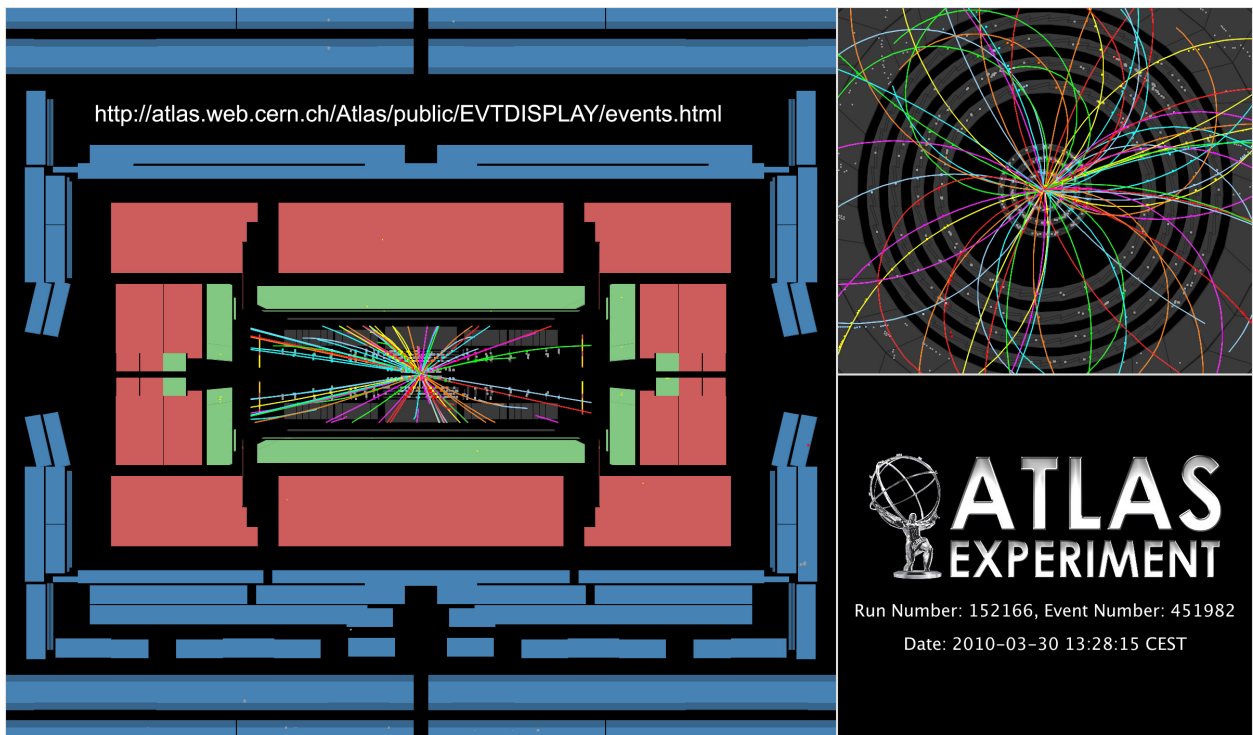 http://atlas.web.cern.ch/Atlas/public/EVTDISPLAY/events.html
ATLAS
EXPERIMENT
Run Number: 152166, Event Number: 451982
Date: 2010-03-30 13:28:15 CEST